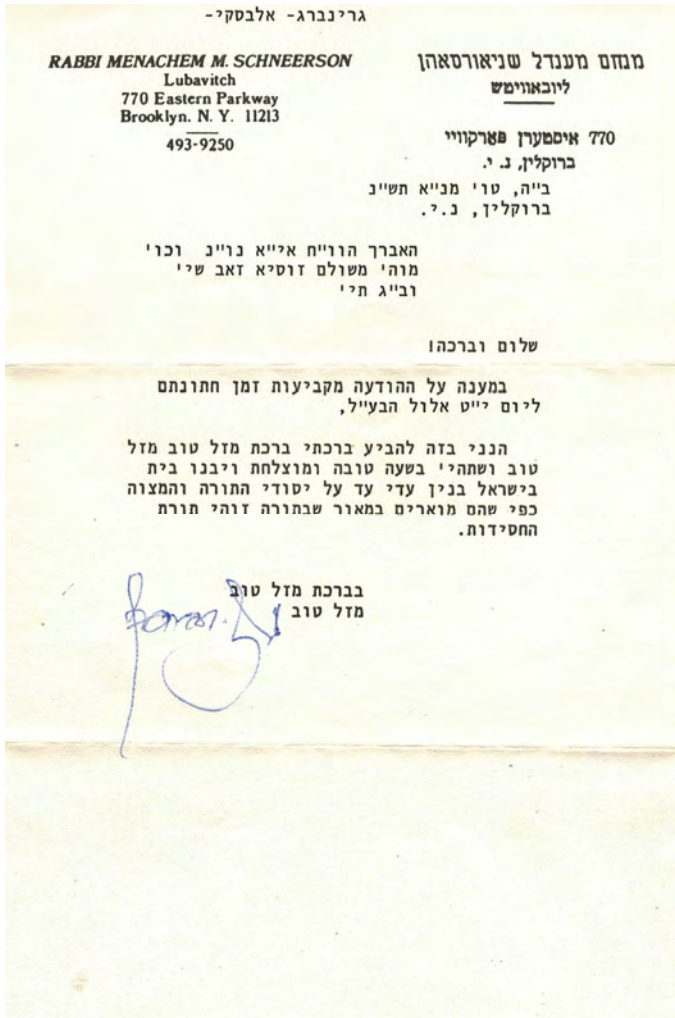 גרינברג- אלבסקי-
RABBI MENACHEM M. SCHNEERSON
Lubavitch
770 Eastern Parkway
Brooklyn. N. Y. 11213
493-9250
מנחם מענדל שניאורסאהן
ליובאוויטש
770 איסטערן פארקוויי
ברוקלין, נ. י.
ב"ה, טו' מנ"א תש"נ
ברוקלין, נ.י.
האברך הוו"ח אי"א נו"נ וכו'
מוה' משולם זוסיא זאב שי'
וב"ג תי'
שלום וברכה!
במענה על ההודעה מקביעות זמן חתונתם
ליום י"ט אלול הבע"ל,
הנני בזה להביע ברכתי ברכת מזל טוב מזל
טוב ושתהי' בשעה טובה ומוצלחת ויבנו בית
בישראל בנין עדי עד על יסודי התורה והמצוה
כפי שהם מוארים במאור שבתורה זוהי תורת
החסידות.
בברכת מזל טוב
מזל טוב